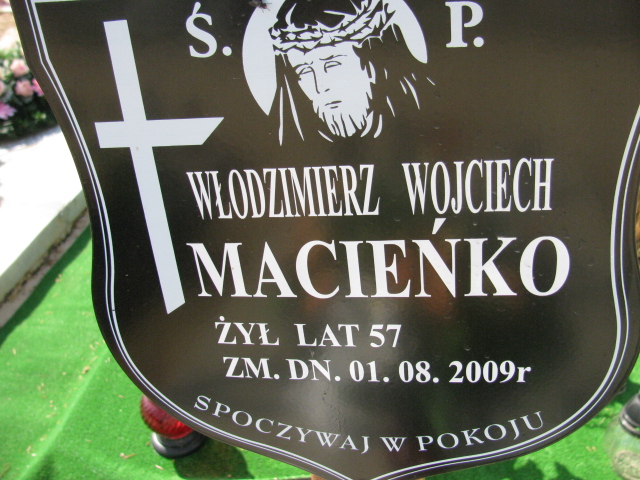 Ś. P.
WŁODZIMIERZ WOJCIECH
MACIEŃKO
ŻYŁ LAT 57
ZM. DN. 01. 08. 2009r
SPOCZYWAJ W POKOJU